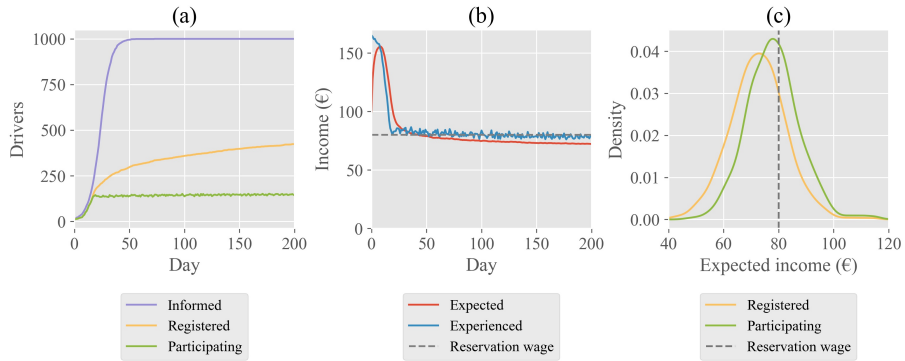 (a)
1000
750
500
250
0
Drivers
0 50 100 150 200
Day
Informed
Registered
Participating
(b)
150
100
50
0
Income (€)
0 50 100 150 200
Day
Expected
Experienced
Reservation wage
(c)
0.04
0.03
0.02
0.01
0.00
Density
40 60 80 100 120
Expected income (€)
Registered
Participating
Reservation wage